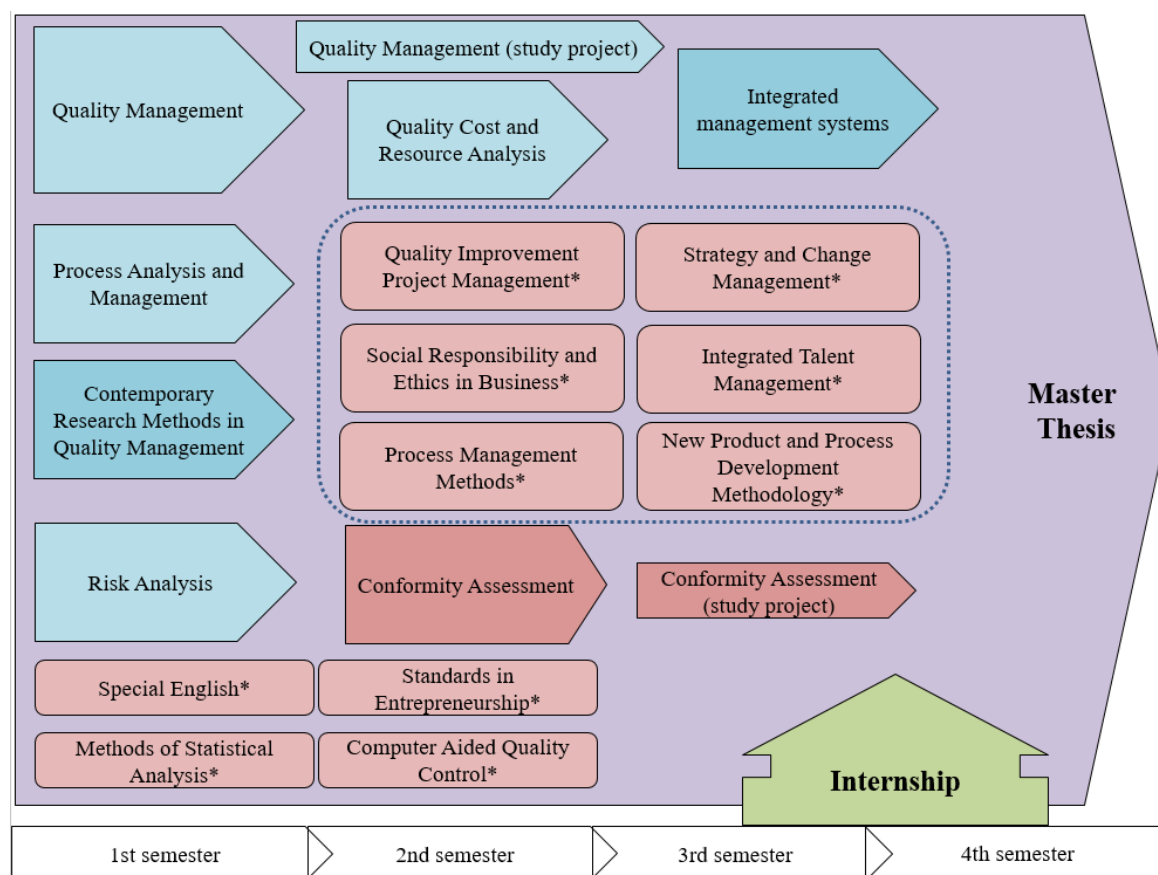 Quality Management
Quality Management (study project)
Quality Cost and
Resource Analysis
Integrated
management systems
Process Analysis and
Management
Contemporary
Research Methods in
Quality Management
Quality Improvement
Project Management*
Strategy and Change
Management*
Social Responsibility and
Ethics in Business*
Integrated Talent
Management*
Process Management
Methods*
New Product and Process
Development
Methodology*
Master
Thesis
Risk Analysis
Conformity Assessment
Conformity Assessment
(study project)
Special English*
Standards in
Entrepreneurship*
Methods of Statistical
Analysis*
Computer Aided Quality
Control*
Internship
1st semester
2nd semester
3rd semester
4th semester